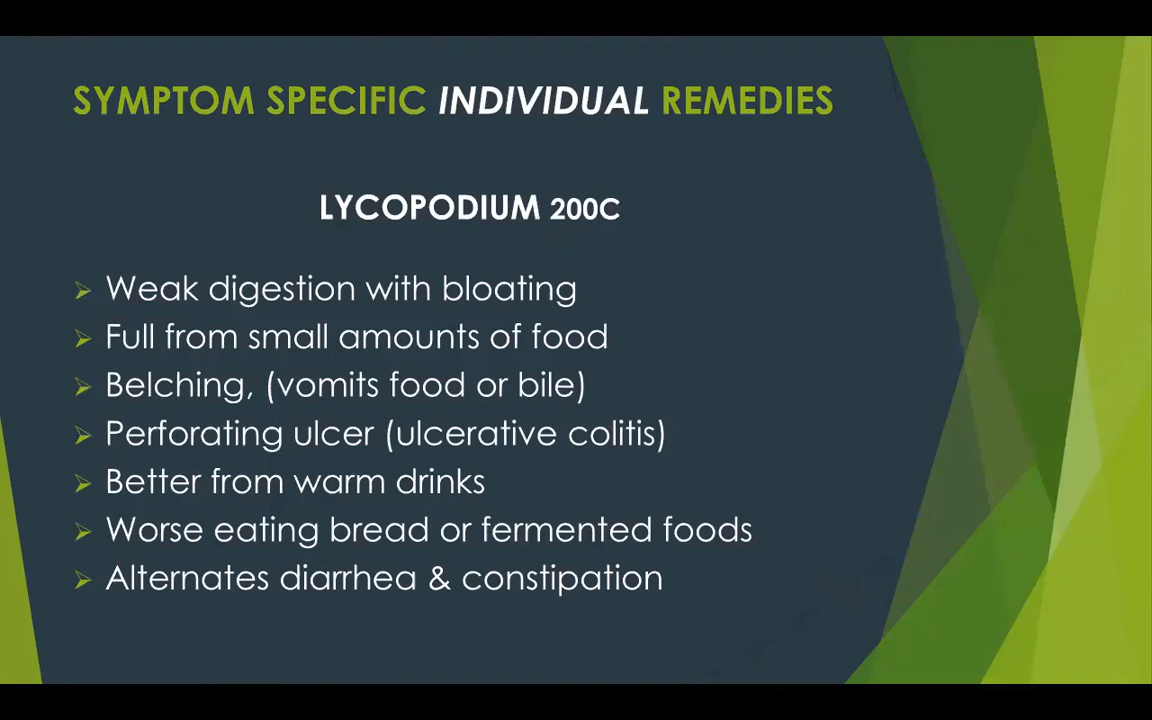 SYMPTOM SPECIFIC INDIVIDUAL REMEDIES
LYCOPODIUM 200C
Weak digestion with bloating
Full from small amounts of food
Belching, (vomits food or bile)
Perforating ulcer (ulcerative colitis)
Better from warm drinks
Worse eating bread or fermented foods
Alternates diarrhea & constipation